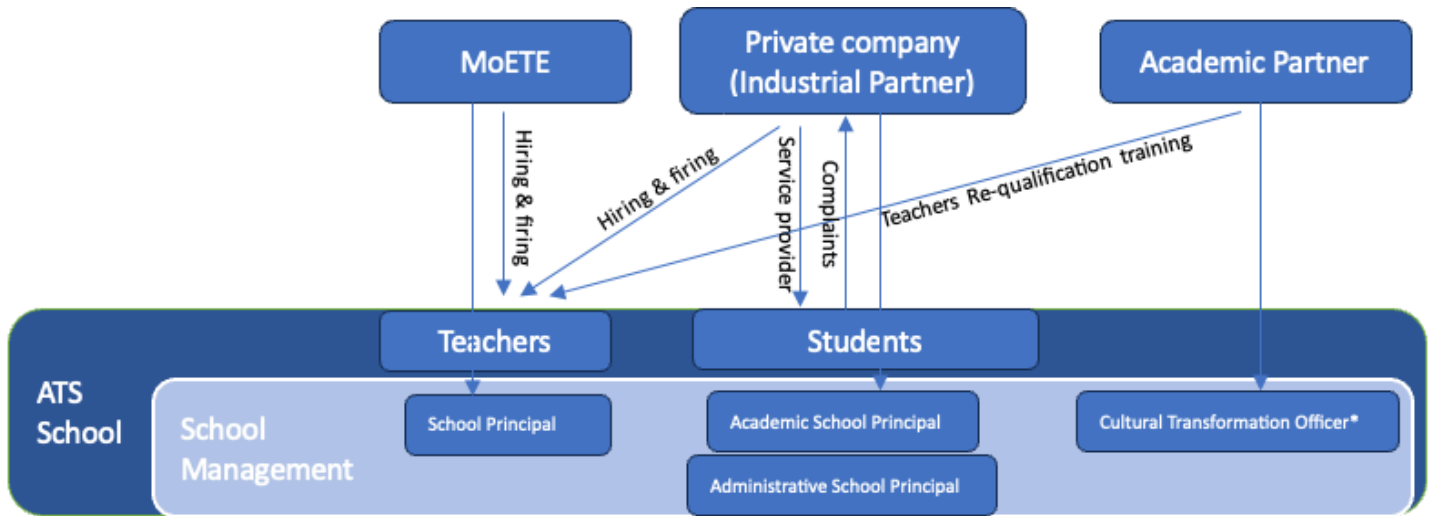 MoETE
Private company
(Industrial Partner)
Academic Partner
Hiring & firing
Hiring & firing
Service provider
Complaints
Teachers Re-qualification training
Teachers
Students
ATS
School
School
Management
School Principal
Academic School Principal
Cultural Transformation Officer*
Administrative School Principal